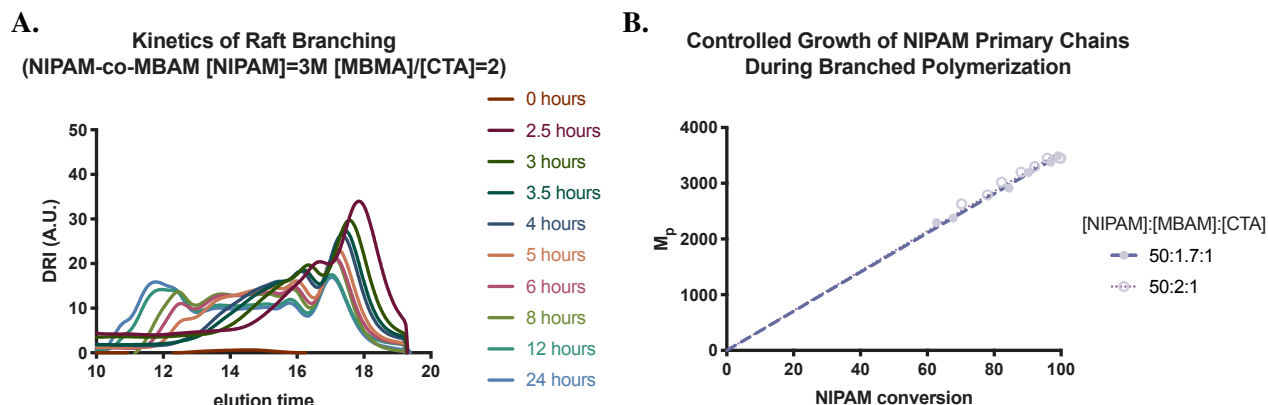 A.
Kinetics of Raft Branching
(NIPAM-co-MBAM [NIPAM]=3M [MBMA]/[CTA]=2)
50
40
30
20
10
0
DRI (A.U.)
10 12 14 16 18 20
elution time
0 hours
2.5 hours
3 hours
3.5 hours
4 hours
5 hours
6 hours
8 hours
12 hours
24 hours
B.
Controlled Growth of NIPAM Primary Chains
During Branched Polymerization
4000
3000
2000
1000
0
Mp
0 20 40 60 80 100
NIPAM conversion
[NIPAM]:[MBAM]:[CTA]
50:1.7:1
50:2:1